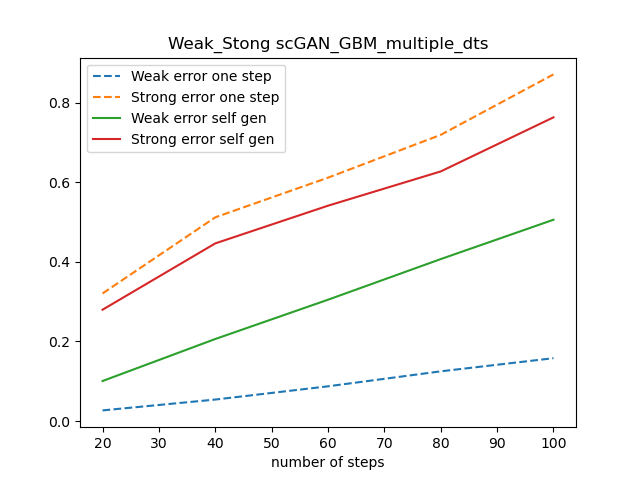 Weak_Stong scGAN_GBM_multiple_dts
Weak error one step
Strong error one step
Weak error self gen
Strong error self gen
0.8
0.6
0.4
0.2
0.0
20 30 40 50 60 70 80 90 100
number of steps